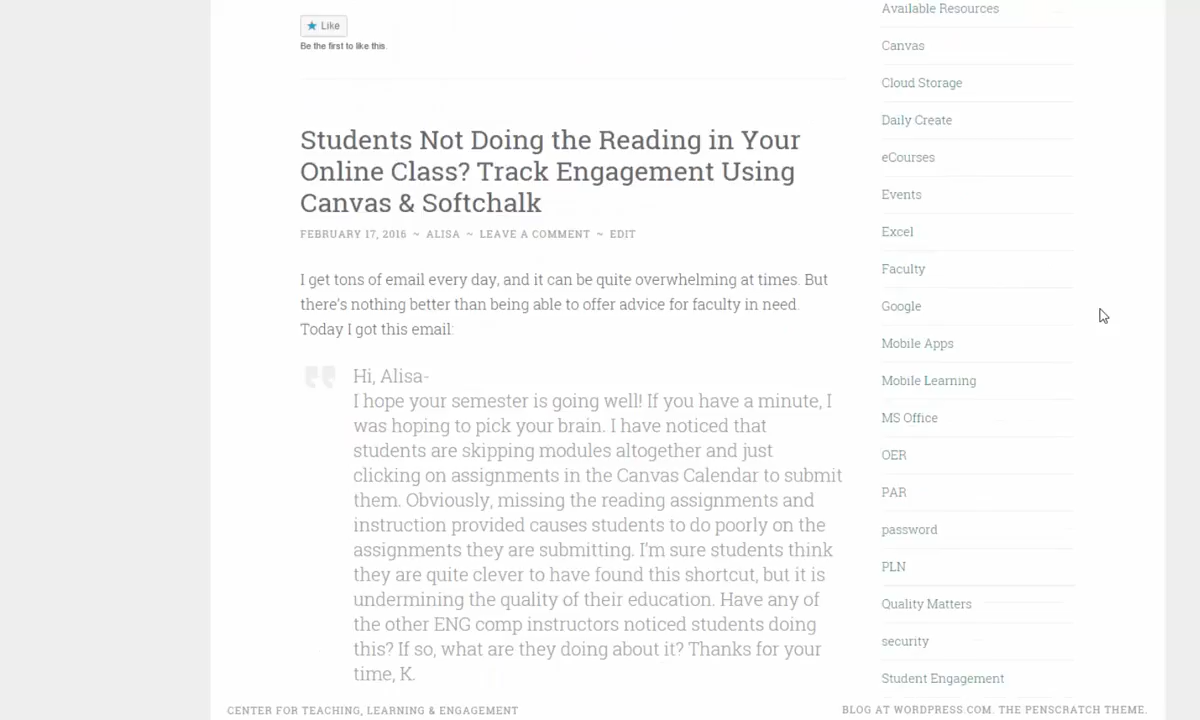 Like
Be the first to like this.
Students Not Doing the Reading in Your
Online Class? Track Engagement Using
Canvas & Softchalk
FEBRUARY 17, 2016 ~ ALISA ~ LEAVE A COMMENT ~ EDIT
I get tons of email every day, and it can be quite overwhelming at times. But
there's nothing better than being able to offer advice for faculty in need.
Today I got this email:
Hi, Alisa-
I hope your semester is going well! If you have a minute, I
was hoping to pick your brain. I have noticed that
students are skipping modules altogether and just
clicking on assignments in the Canvas Calendar to submit
them. Obviously, missing the reading assignments and
instruction provided causes students to do poorly on the
assignments they are submitting. I'm sure students think
they are quite clever to have found this shortcut, but it is
undermining the quality of their education. Have any of
the other ENG comp instructors noticed students doing
this? If so, what are they doing about it? Thanks for your
time, K.
Available Resources
Canvas
Cloud Storage
Daily Create
eCourses
Events
Excel
Faculty
Google
Mobile Apps
Mobile Learning
MS Office
OER
PAR
password
PLN
Quality Matters
security
Student Engagement
CENTER FOR TEACHING, LEARNING & ENGAGEMENT
BLOG AT WORDPRESS.COM. THE PENSCRATCH THEME.